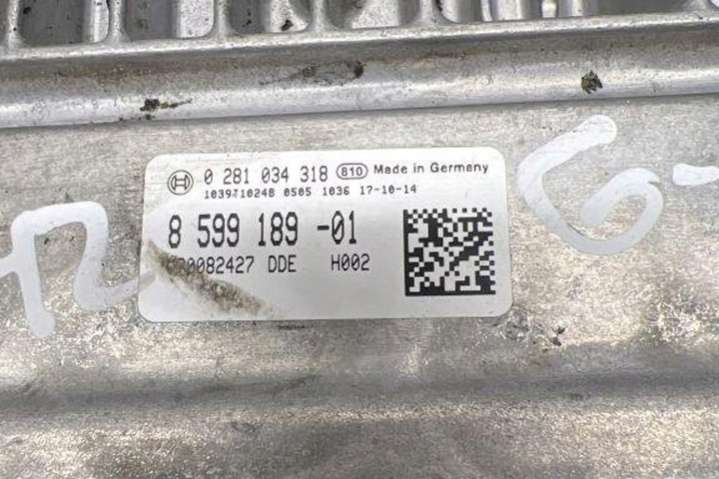 0 281 034 318 810 Made in Germany
1039S10248 0505 1036 17-10-14
8 599 189 -01
DDE H002